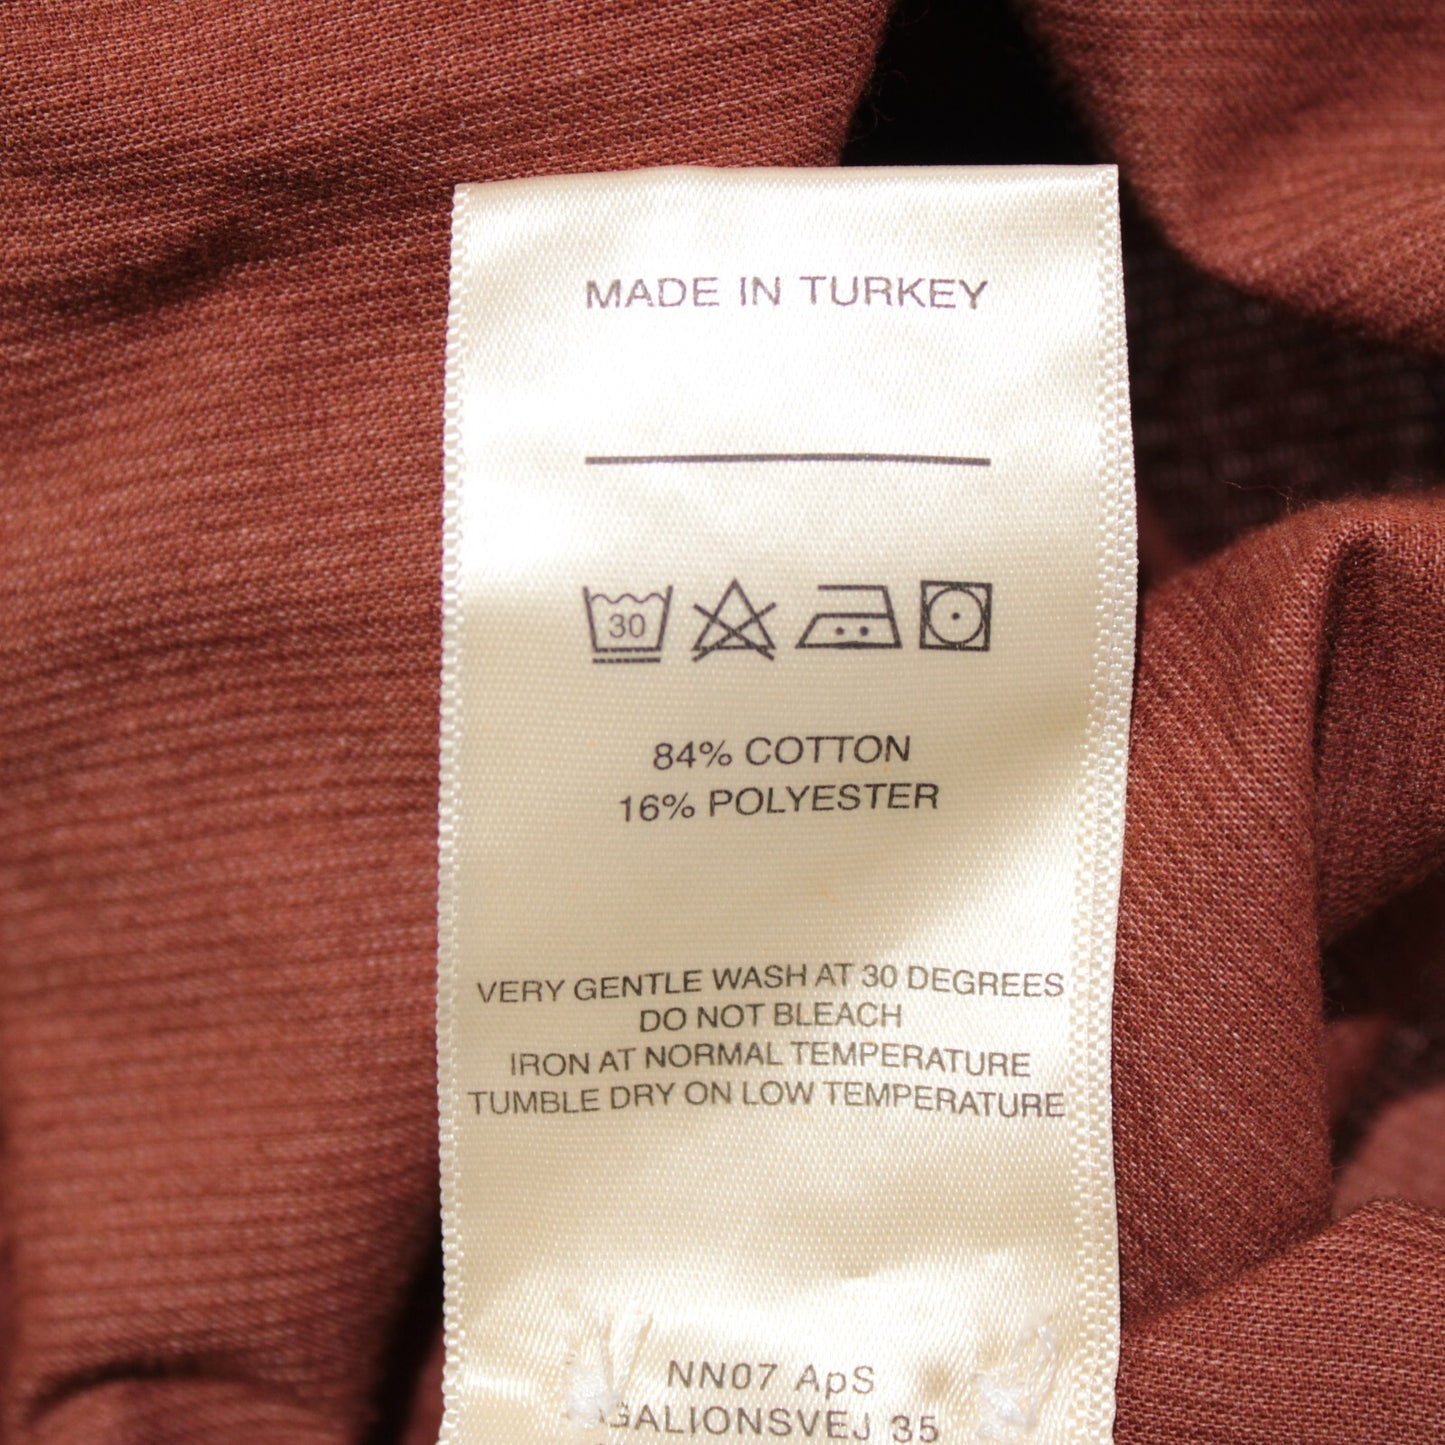 MADE IN TURKEY
30
84% COTTON
16% POLYESTER
VERY GENTLE WASH AT 30 DEGREES
DO NOT BLEACH
IRON AT NORMAL TEMPERATURE
TUMBLE DRY ON LOW TEMPERATURE
NN07 ApS
GALIONSVEJ 35